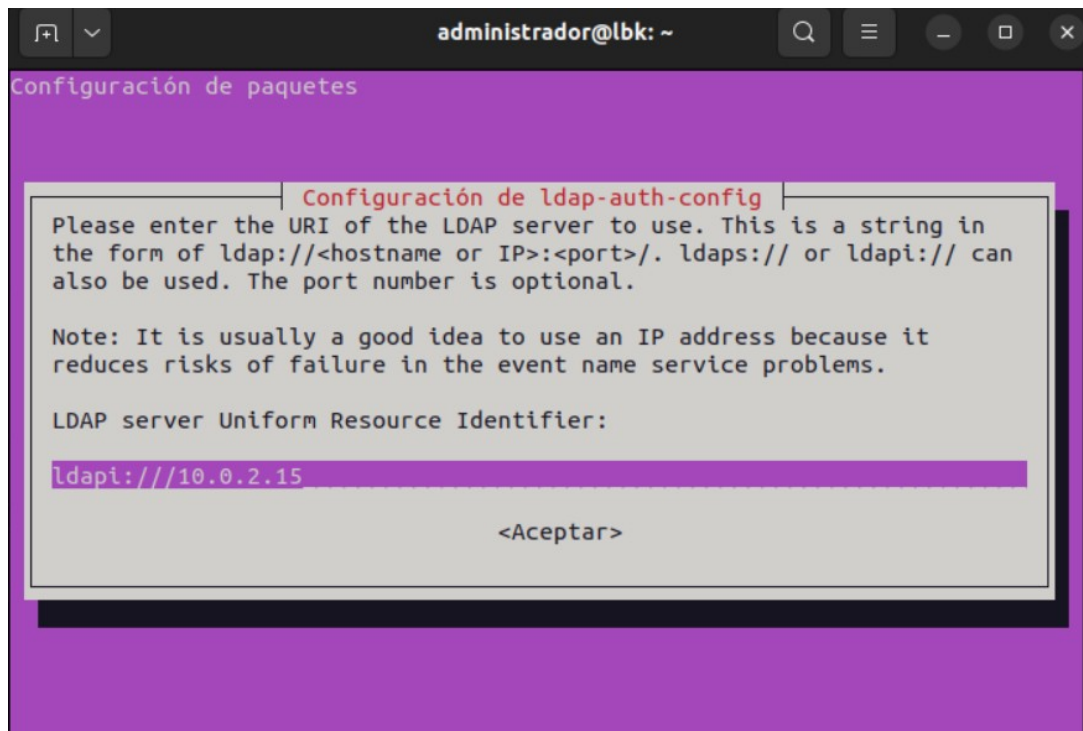 administrador@lbk: ~
Configuración de paquetes
Configuración de ldap-auth-config
Please enter the URI of the LDAP server to use. This is a string in
the form of ldap://<hostname or IP>:<port>/. ldaps:// or ldapi:// can
also be used. The port number is optional.
Note: It is usually a good idea to use an IP address because it
reduces risks of failure in the event name service problems.
LDAP server Uniform Resource Identifier:
ldapi:///10.0.2.15
<Aceptar>